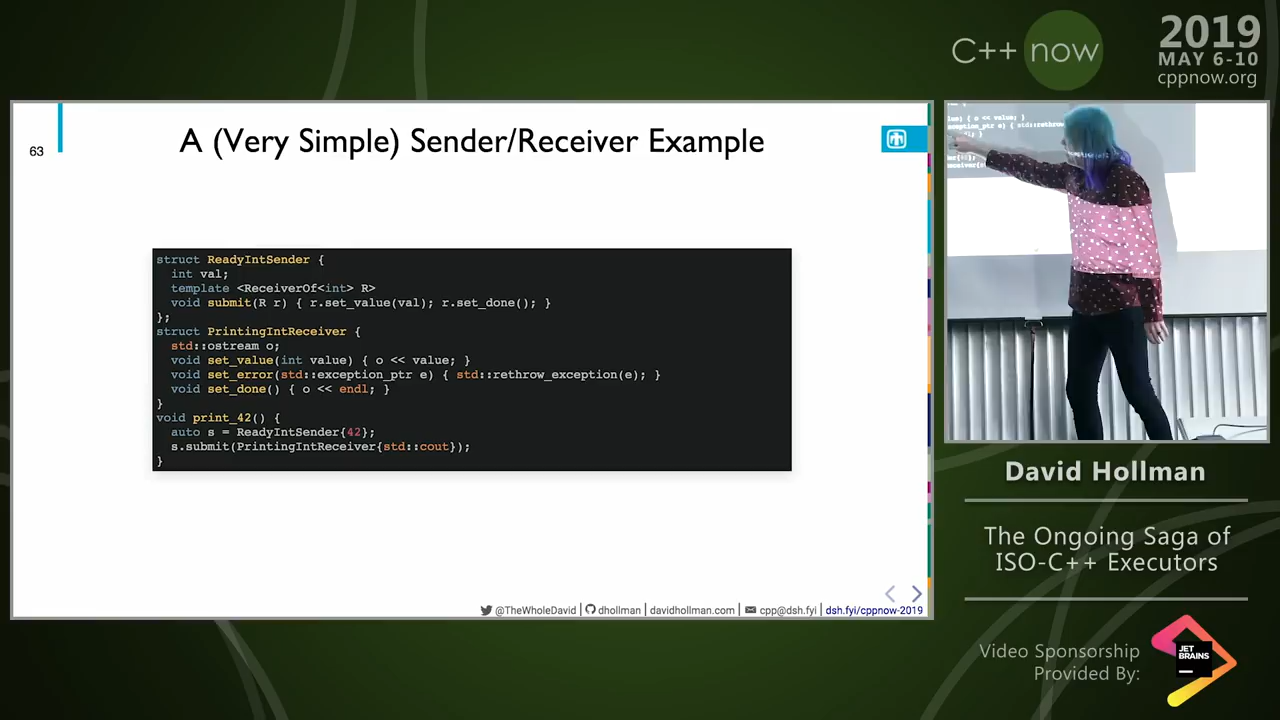 C++ now
2019
MAY 6-10
cppnow.org
63
A (Very Simple) Sender/Receiver Example
struct ReadyIntSender {
int val;
template <ReceiverOf<int> R>
void submit(R r) { r.set_value(val); r.set_done(); }
};
struct PrintingIntReceiver {
std::ostream o;
void set_value(int value) { o << value; }
void set_error(std::exception_ptr e) { std::rethrow_exception(e); }
void set_done() { o << endl; }
}
void print_42() {
auto s = ReadyIntSender{42};
s.submit(PrintingIntReceiver{std::cout});
}
@TheWholeDavid | dhollman | davidhollman.com | cpp@dsh.fyi | dsh.fyi/cppnow-2019
David Hollman
The Ongoing Saga of
ISO-C++ Executors
Video Sponsorship
Provided By:
JET
BRAINS